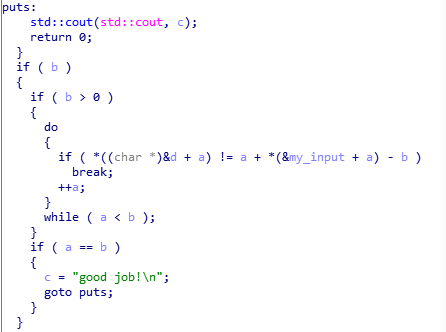 puts:
    std::cout(std::cout, c);
    return 0;
  }
  if ( b )
  {
    if ( b > 0 )
    {
      do
      {
        if ( *((char *)&d + a) != a + *(&my_input + a) - b )
          break;
        ++a;
      }
      while ( a < b );
    }
    if ( a == b )
    {
      c = "good job!\n";
      goto puts;
    }
  }